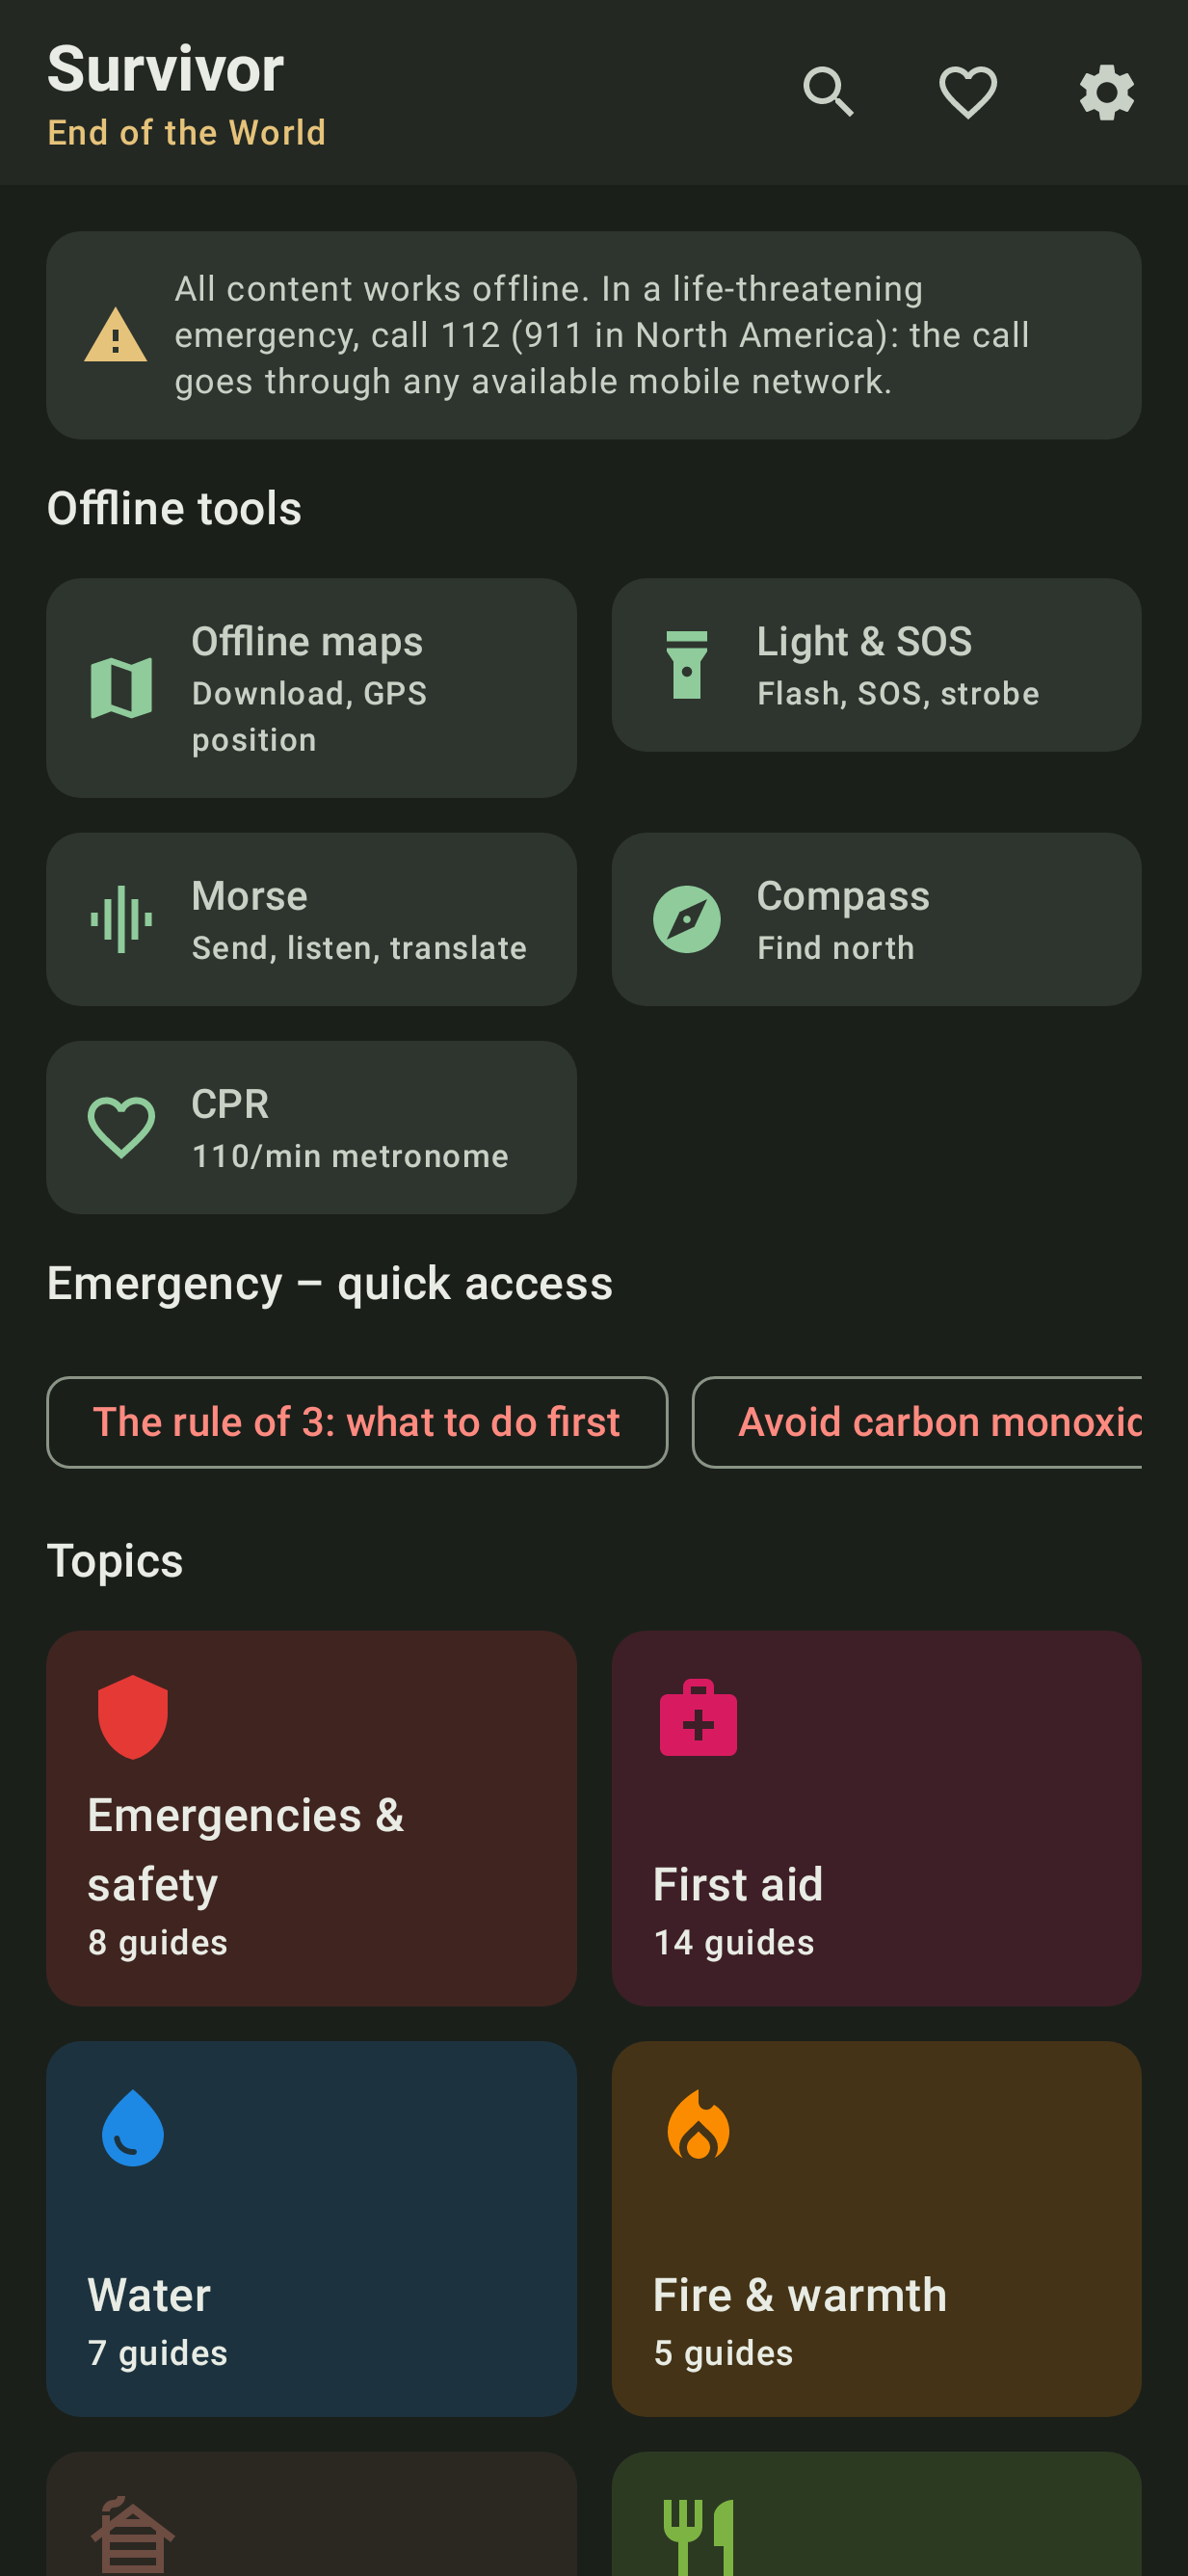 Survivor
End of the World
All content works offline. In a life-threatening
emergency, call 112 (911 in North America): the call
goes through any available mobile network.
Offline tools
Offline maps
Download, GPS
position
Light & SOS
Flash, SOS, strobe
Morse
Send, listen, translate
Compass
Find north
CPR
110/min metronome
Emergency – quick access
The rule of 3: what to do first
Avoid carbon monoxid
Topics
Emergencies &
safety
8 guides
First aid
14 guides
Water
7 guides
Fire & warmth
5 guides